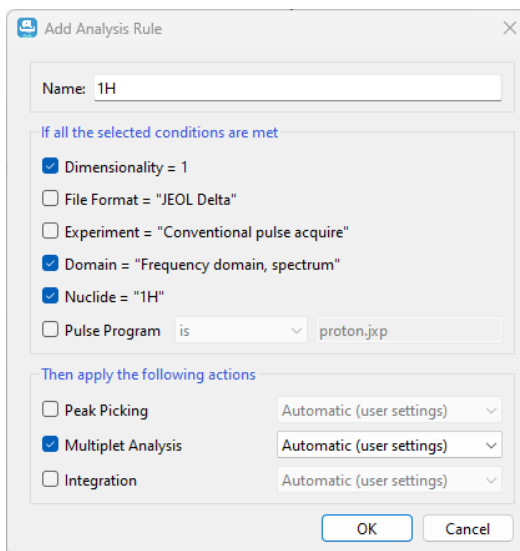 Add Analysis Rule
Name: 1H
If all the selected conditions are met
Dimensionality = 1
File Format = "JEOL Delta"
Experiment = "Conventional pulse acquire"
Domain = "Frequency domain, spectrum"
Nuclide = "1H"
Pulse Program is proton.jxp
Then apply the following actions
Peak Picking Automatic (user settings)
Multiplet Analysis Automatic (user settings)
Integration Automatic (user settings)
OK Cancel